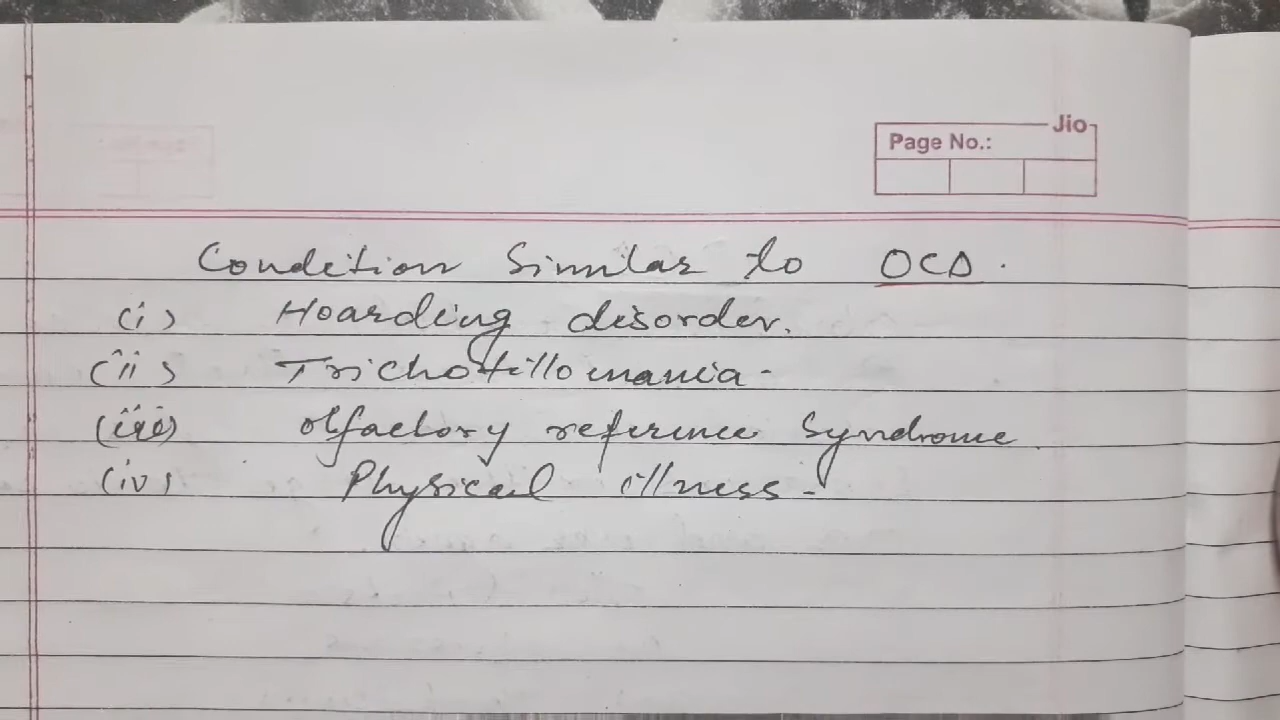 Jio
Page No.:
Condition Similar to OCD.
(i) Hoarding disorder.
(ii) Trichotillomania-
(iii) olfactory reference Syndrome
(iv) Physical illness-